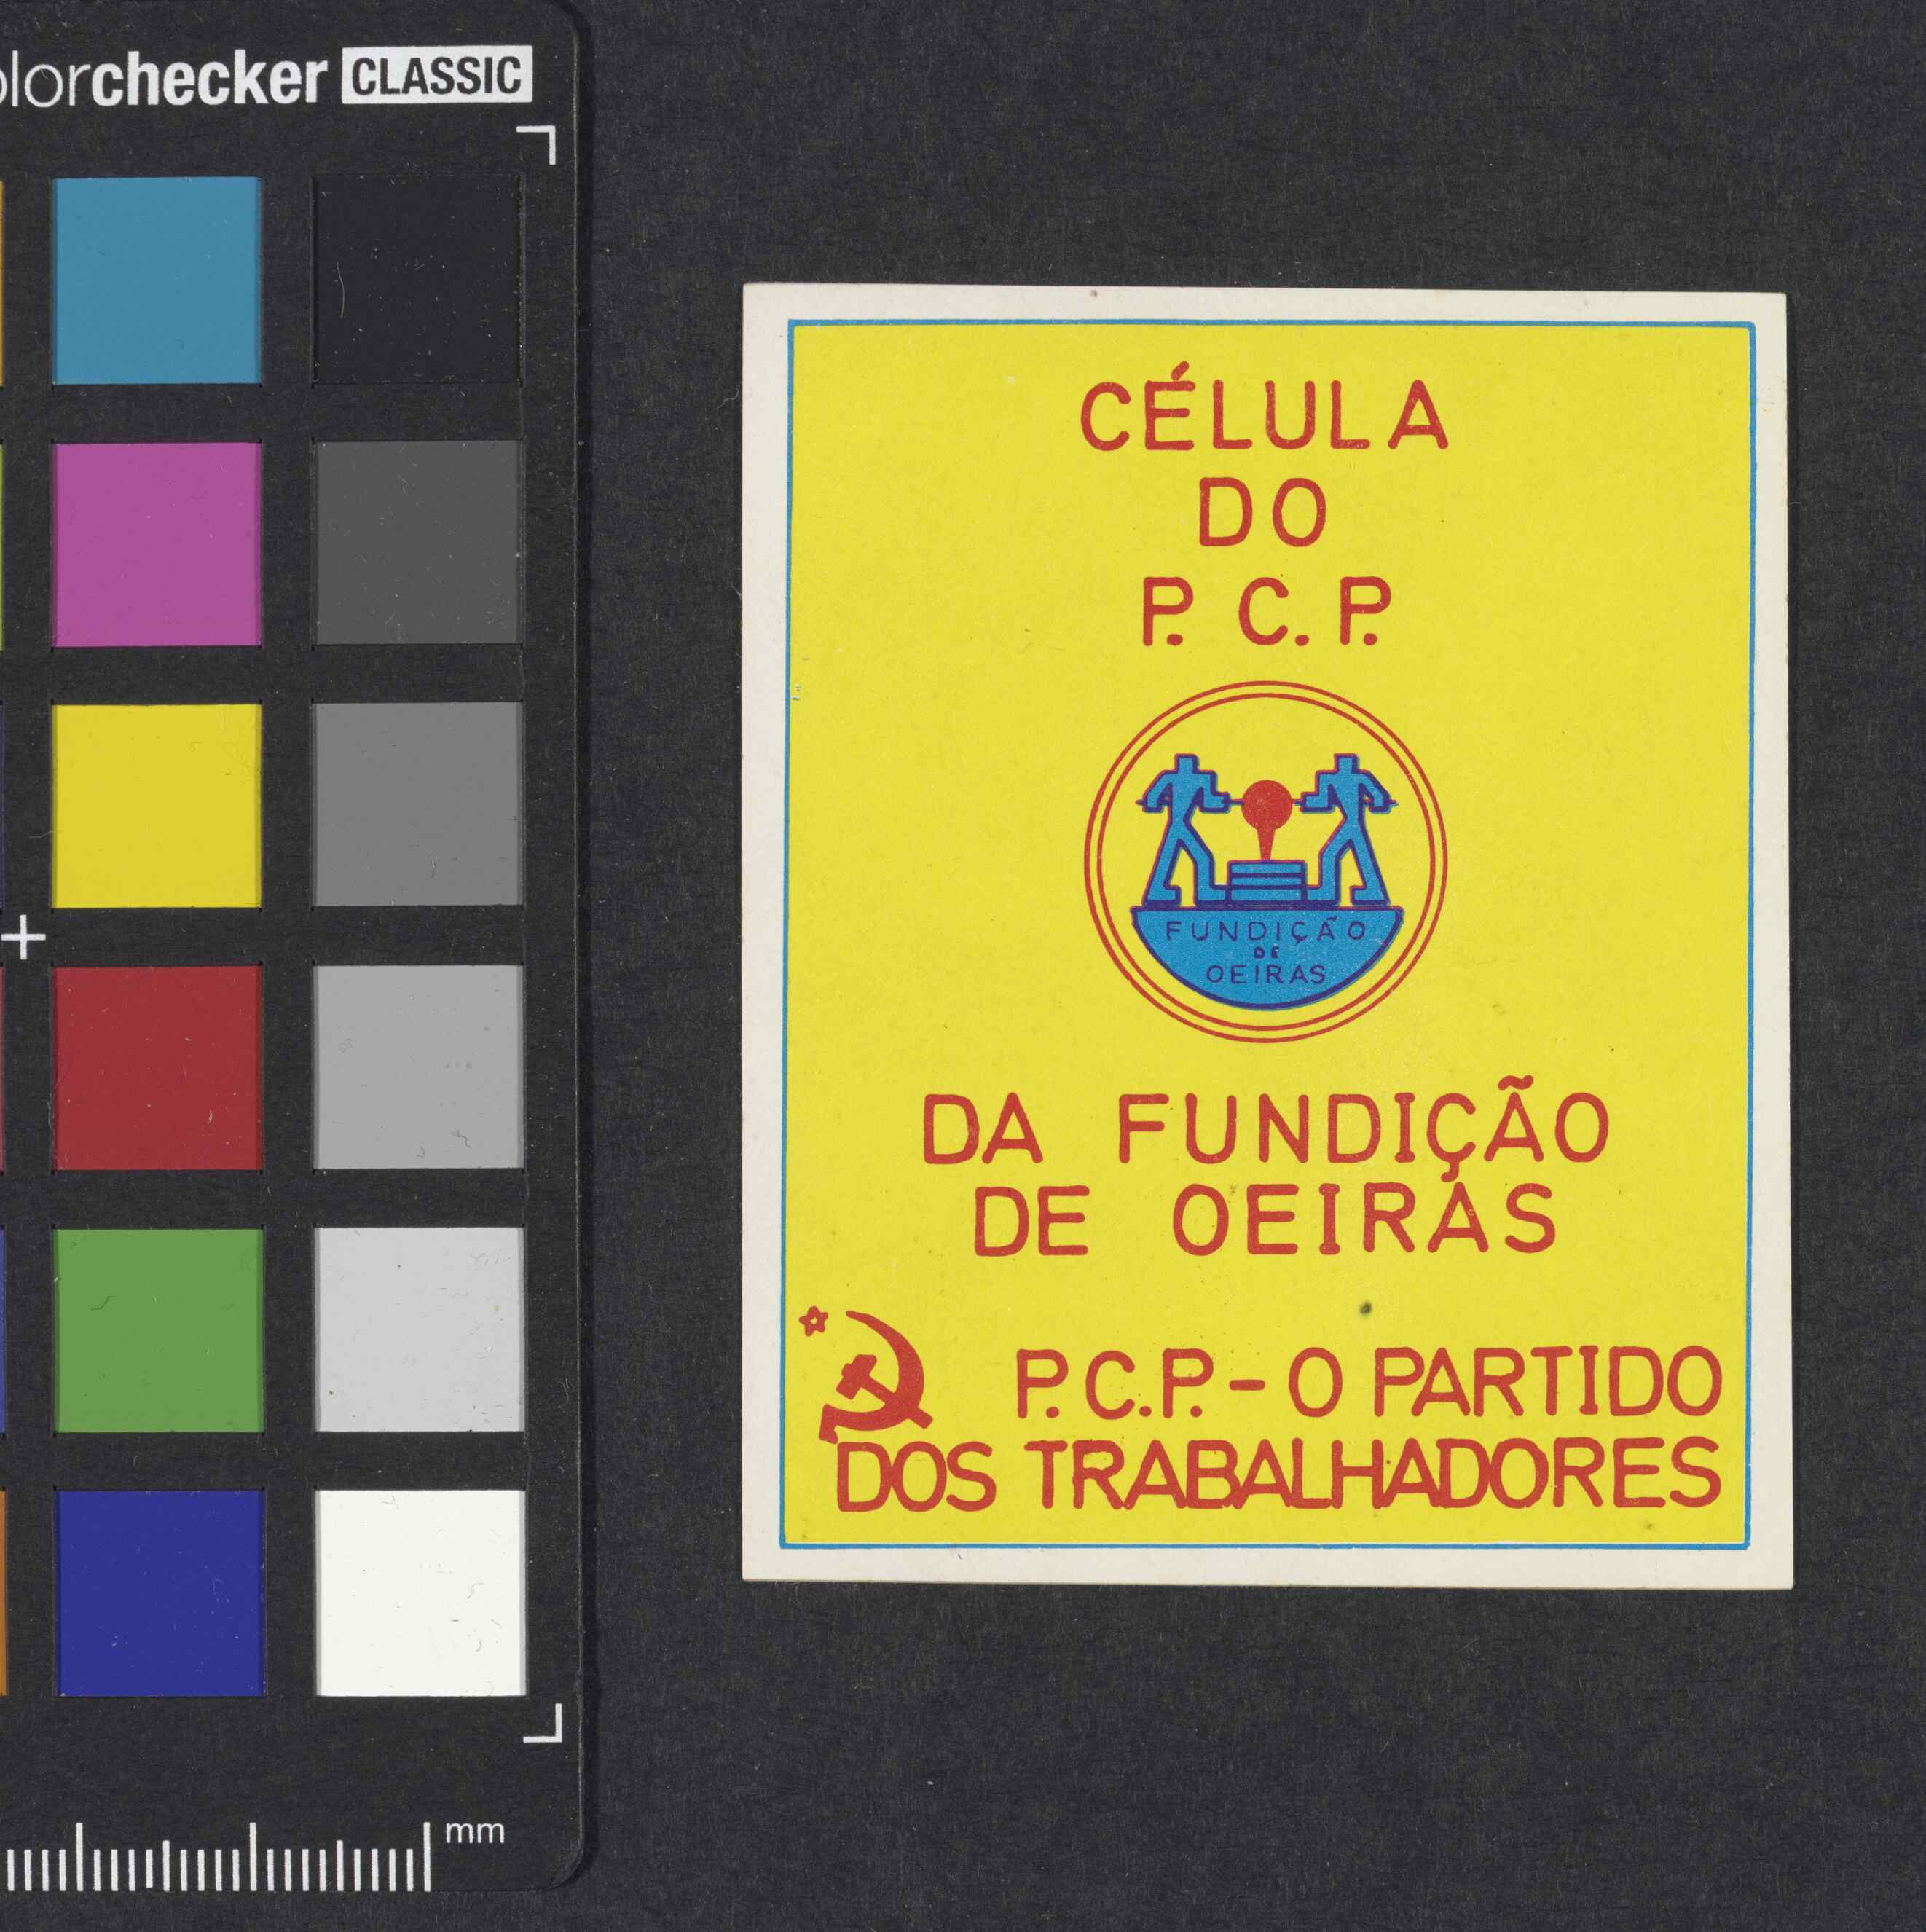 colorchecker CLASSIC
mm
CÉLULA
DO
P. C. P.
FUNDIÇÃO
DE
OEIRAS
DA FUNDIÇÃO
DE OEIRAS
P.C.P. - O PARTIDO
DOS TRABALHADORES